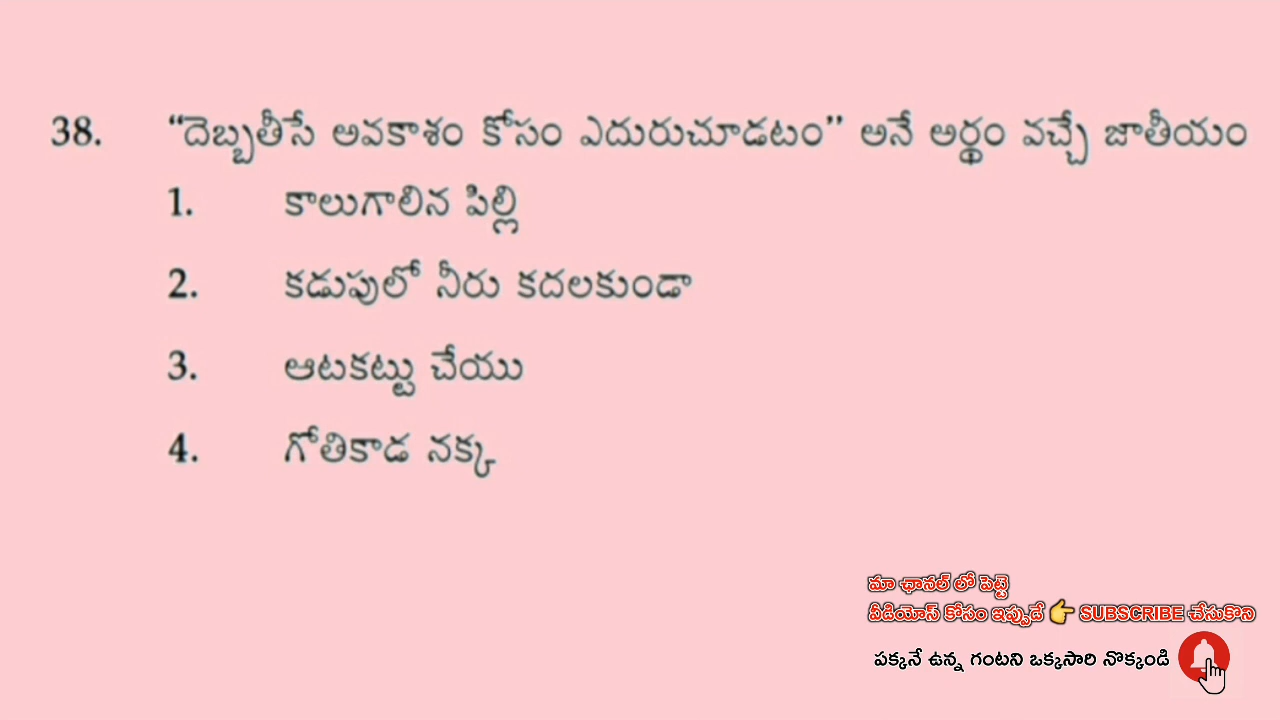 38. “దెబ్బతీసే అవకాశం కోసం ఎదురుచూడటం” అనే అర్థం వచ్చే జాతీయం
1. కాలుగాలిన పిల్లి
2. కడుపులో నీరు కదలకుండా
3. ఆటకట్టు చేయు
4. గోతికాడ నక్క
మా ఛానల్ లో పెట్టె
వీడియోస్ కోసం ఇప్పుడే 👉 SUBSCRIBE చేసుకొని
పక్కనే ఉన్న గంటని ఒక్కసారి నొక్కండి